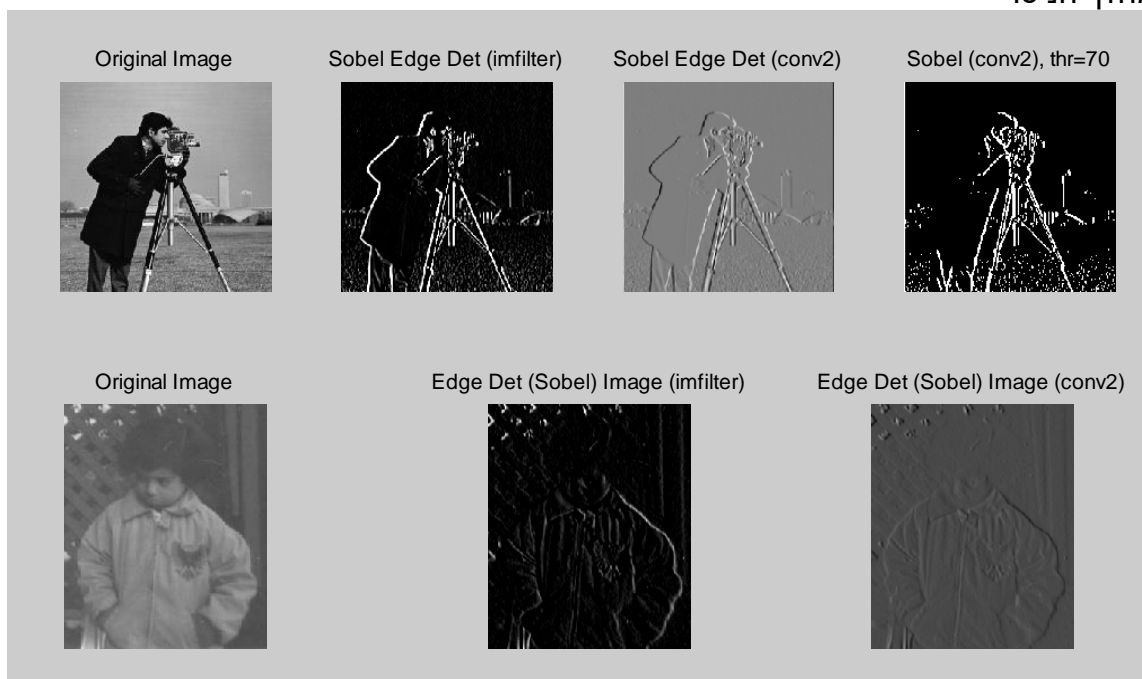 Original Image Sobel Edge Det (imfilter) Sobel Edge Det (conv2) Sobel (conv2), thr=70
Original Image Edge Det (Sobel) Image (imfilter) Edge Det (Sobel) Image (conv2)